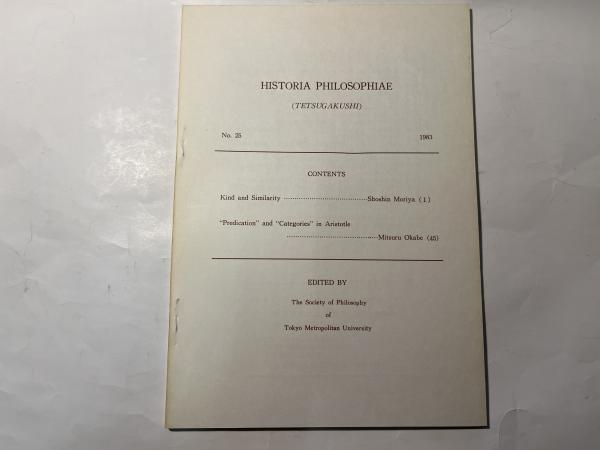 HISTORIA PHILOSOPHIAE
(TETSUGAKUSHI)
No. 25 1983
CONTENTS
Kind and Similarity ································Shoshin Moriya (1)
"Predication" and "Categories" in Aristotle
···································Mitsuru Okabe (45)
EDITED BY
The Society of Philosophy
of
Tokyo Metropolitan University